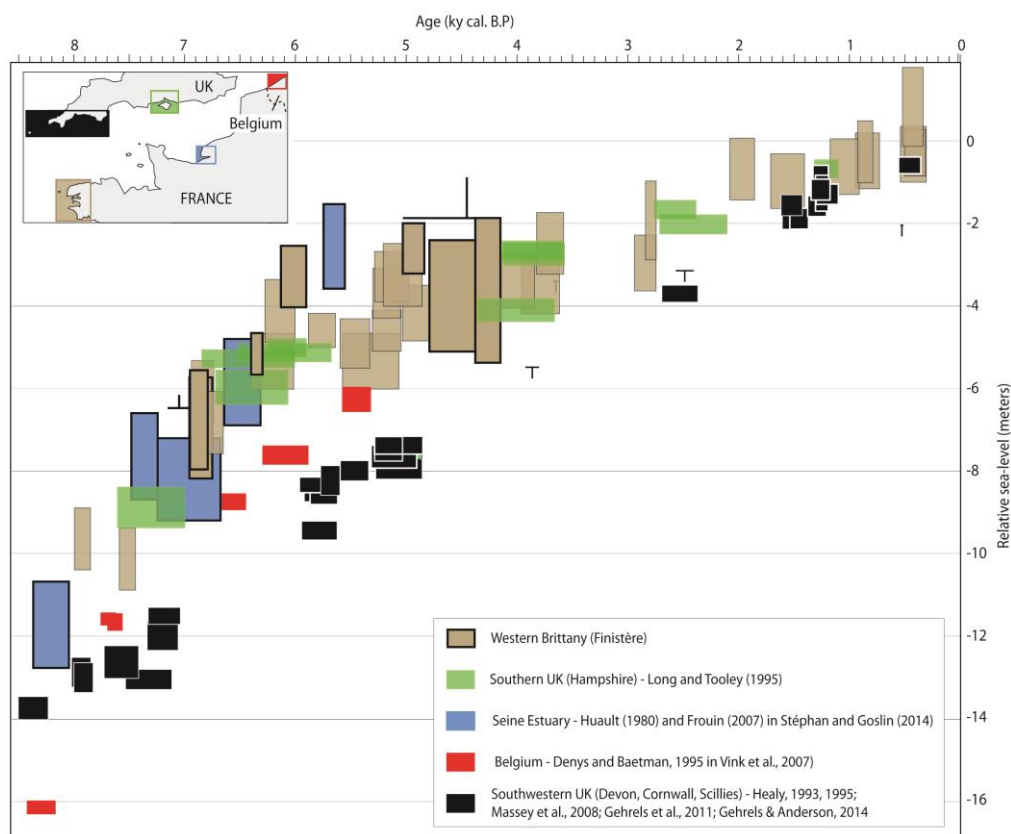 Age (ky cal. B.P)
8 7 6 5 4 3 2 1 0
UK
Belgium
FRANCE
0
-2
-4
-6
-8
-10
-12
-14
-16
Relative sea-level (meters)
Western Brittany (Finistère)
Southern UK (Hampshire) - Long and Tooley (1995)
Seine Estuary - Huault (1980) and Frouin (2007) in Stéphan and Goslin (2014)
Belgium - Denys and Baetman, 1995 in Vink et al., 2007)
Southwestern UK (Devon, Cornwall, Scillies) - Healy, 1993, 1995;
Massey et al., 2008; Gehrels et al., 2011; Gehrels & Anderson, 2014